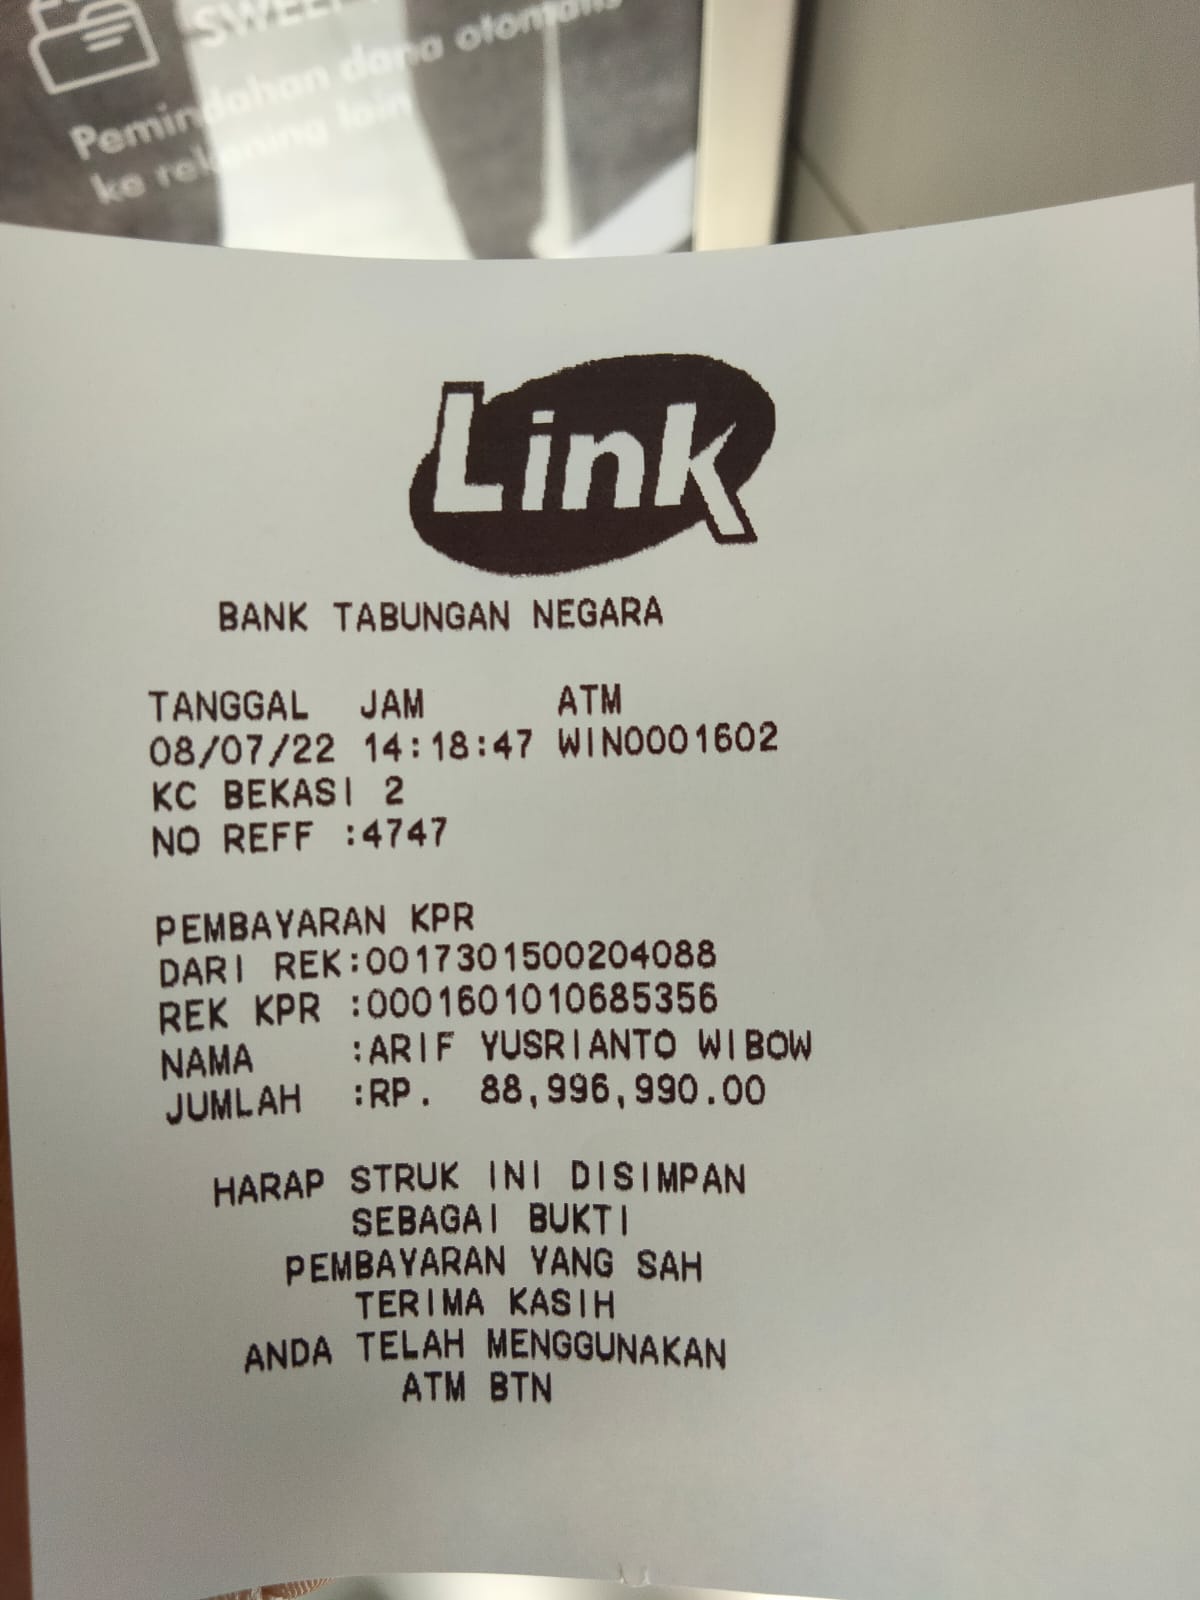 SWEEP
Pemindahan dana otomatis
ke rekening lain
Link
BANK TABUNGAN NEGARA
TANGGAL JAM ATM
08/07/22 14:18:47 WIN0001602
KC BEKASI 2
NO REFF :4747
PEMBAYARAN KPR
DARI REK:00173015002040​88
REK KPR :0001601010685356
NAMA :ARIF YUSRIANTO WIBOW
JUMLAH :RP. 88,996,990.00
HARAP STRUK INI DISIMPAN
SEBAGAI BUKTI
PEMBAYARAN YANG SAH
TERIMA KASIH
ANDA TELAH MENGGUNAKAN
ATM BTN